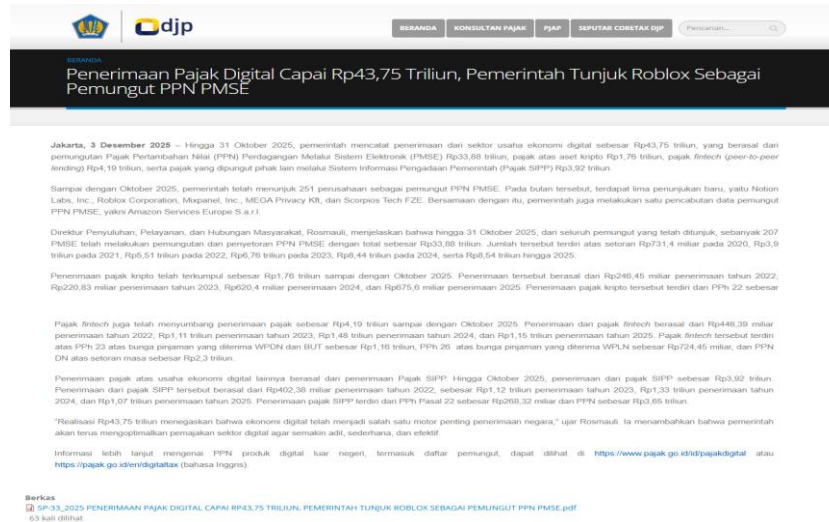 djp
BERANDA KONSULTAN PAJAK PJAP SEPUTAR CORETAX DJP Pencarian...
BERANDA
Penerimaan Pajak Digital Capai Rp43,75 Triliun, Pemerintah Tunjuk Roblox Sebagai
Pemungut PPN PMSE
Jakarta, 3 Desember 2025 – Hingga 31 Oktober 2025, pemerintah mencatat penerimaan dari sektor usaha ekonomi digital sebesar Rp43,75 triliun, yang berasal dari
pemungutan Pajak Pertambahan Nilai (PPN) Perdagangan Melalui Sistem Elektronik (PMSE) Rp33,88 triliun, pajak atas aset kripto Rp1,76 triliun, pajak fintech (peer-to-peer
lending) Rp4,19 triliun, serta pajak yang dipungut pihak lain melalui Sistem Informasi Pengadaan Pemerintah (Pajak SIPP) Rp3,92 triliun.
Sampai dengan Oktober 2025, pemerintah telah menunjuk 251 perusahaan sebagai pemungut PPN PMSE. Pada bulan tersebut, terdapat lima penunjukan baru, yaitu Notion
Labs, Inc., Roblox Corporation, Mixpanel, Inc., MEGA Privacy Kft, dan Scorpios Tech FZE. Bersamaan dengan itu, pemerintah juga melakukan satu pencabutan data pemungut
PPN PMSE, yakni Amazon Services Europe S.a.r.l.
Direktur Penyuluhan, Pelayanan, dan Hubungan Masyarakat, Rosmauli, menjelaskan bahwa hingga 31 Oktober 2025, dari seluruh pemungut yang telah ditunjuk, sebanyak 207
PMSE telah melakukan pemungutan dan penyetoran PPN PMSE dengan total sebesar Rp33,88 triliun. Jumlah tersebut terdiri atas setoran Rp731,4 miliar pada 2020, Rp3,9
triliun pada 2021, Rp5,51 triliun pada 2022, Rp6,76 triliun pada 2023, Rp8,44 triliun pada 2024, serta Rp8,54 triliun hingga 2025.
Penerimaan pajak kripto telah terkumpul sebesar Rp1,76 triliun sampai dengan Oktober 2025. Penerimaan tersebut berasal dari Rp246,45 miliar penerimaan tahun 2022,
Rp220,83 miliar penerimaan tahun 2023, Rp620,4 miliar penerimaan 2024, dan Rp675,6 miliar penerimaan 2025. Penerimaan pajak kripto tersebut terdiri dari PPh 22 sebesar
Pajak fintech juga telah menyumbang penerimaan pajak sebesar Rp4,19 triliun sampai dengan Oktober 2025. Penerimaan dari pajak fintech berasal dari Rp446,39 miliar
penerimaan tahun 2022, Rp1,11 triliun penerimaan tahun 2023, Rp1,48 triliun penerimaan tahun 2024, dan Rp1,15 triliun penerimaan tahun 2025. Pajak fintech tersebut terdiri
atas PPh 23 atas bunga pinjaman yang diterima WPDN dan BUT sebesar Rp1,16 triliun, PPh 26 atas bunga pinjaman yang diterima WPLN sebesar Rp724,45 miliar, dan PPN
DN atas setoran masa sebesar Rp2,3 triliun.
Penerimaan pajak atas usaha ekonomi digital lainnya berasal dari penerimaan Pajak SIPP. Hingga Oktober 2025, penerimaan dari pajak SIPP sebesar Rp3,92 triliun.
Penerimaan dari pajak SIPP tersebut berasal dari Rp402,38 miliar penerimaan tahun 2022, sebesar Rp1,12 triliun penerimaan tahun 2023, Rp1,33 triliun penerimaan tahun
2024, dan Rp1,07 triliun penerimaan tahun 2025. Penerimaan pajak SIPP terdiri dari PPh Pasal 22 sebesar Rp268,32 miliar dan PPN sebesar Rp3,65 triliun.
"Realisasi Rp43,75 triliun menegaskan bahwa ekonomi digital telah menjadi salah satu motor penting penerimaan negara," ujar Rosmauli. Ia menambahkan bahwa pemerintah
akan terus mengoptimalkan pemajakan sektor digital agar semakin adil, sederhana, dan efektif.
Informasi lebih lanjut mengenai PPN produk digital luar negeri, termasuk daftar pemungut, dapat dilihat di https://www.pajak.go.id/id/pajakdigital atau
https://pajak.go.id/en/digitaltax (bahasa Inggris).
Berkas
SP-33_2025 PENERIMAAN PAJAK DIGITAL CAPAI RP43,75 TRILIUN, PEMERINTAH TUNJUK ROBLOX SEBAGAI PEMUNGUT PPN PMSE.pdf
63 kali dilihat